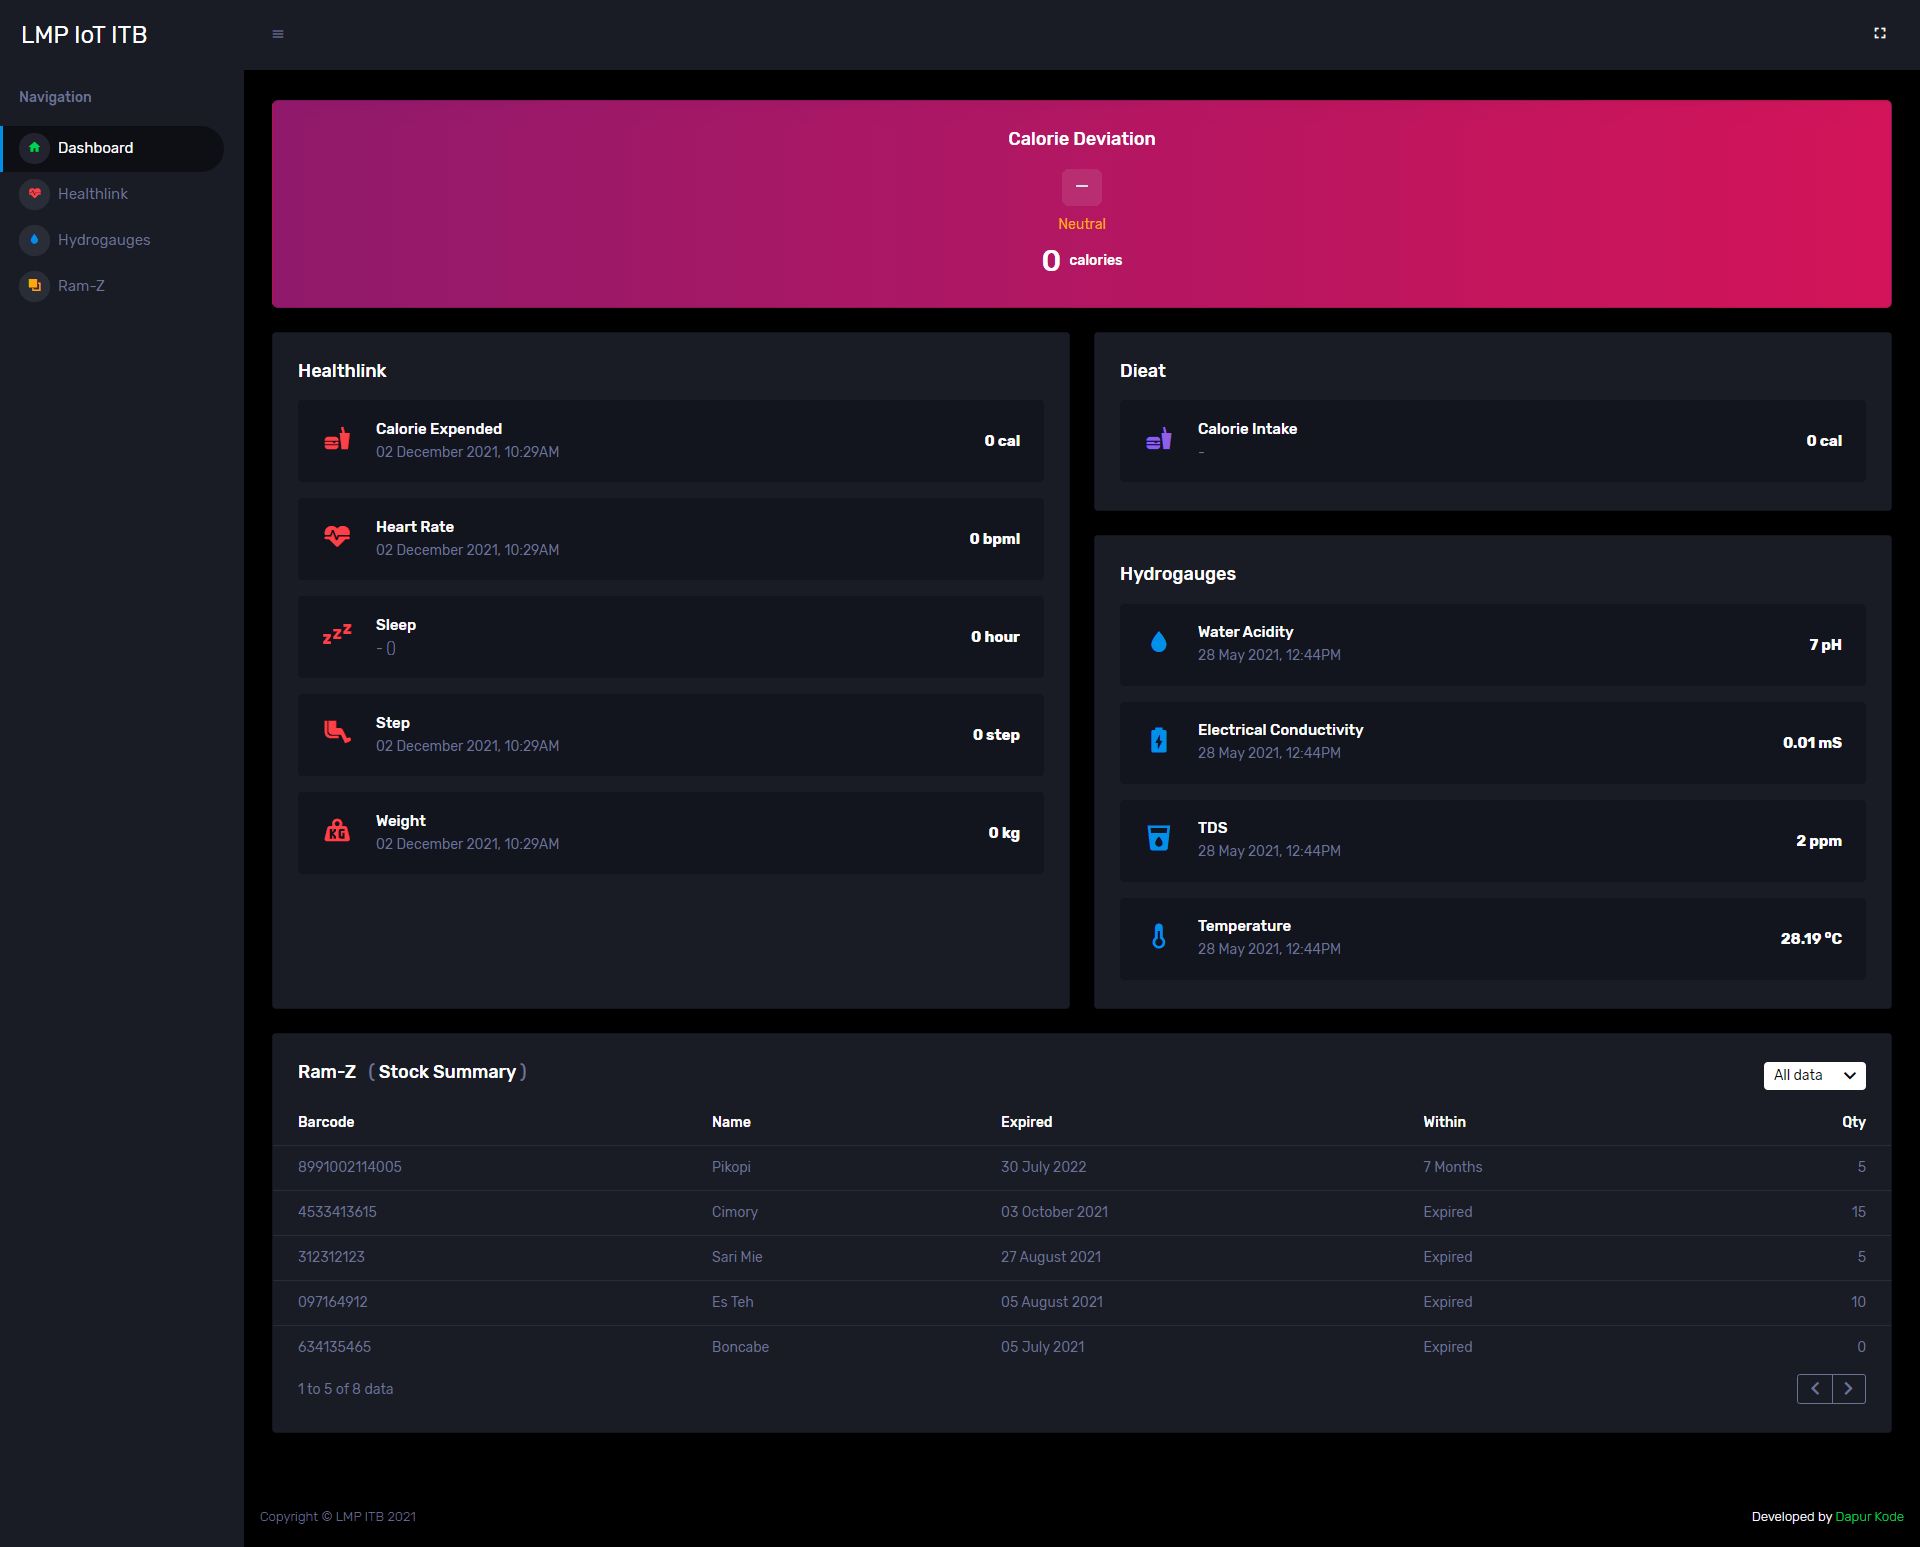 LMP IoT ITB
Navigation
Dashboard
Healthlink
Hydrogauges
Ram-Z
Calorie Deviation
Neutral
0 calories
Healthlink
Calorie Expended
02 December 2021, 10:29AM
0 cal
Heart Rate
02 December 2021, 10:29AM
0 bpml
Sleep
- ()
0 hour
Step
02 December 2021, 10:29AM
0 step
KG
Weight
02 December 2021, 10:29AM
0 kg
Dieat
Calorie Intake
-
0 cal
Hydrogauges
Water Acidity
28 May 2021, 12:44PM
7 pH
Electrical Conductivity
28 May 2021, 12:44PM
0.01 mS
TDS
28 May 2021, 12:44PM
2 ppm
Temperature
28 May 2021, 12:44PM
28.19 °C
Ram-Z ( Stock Summary )
All data
Barcode Name Expired Within Qty
8991002114005 Pikopi 30 July 2022 7 Months 5
4533413615 Cimory 03 October 2021 Expired 15
312312123 Sari Mie 27 August 2021 Expired 5
097164912 Es Teh 05 August 2021 Expired 10
634135465 Boncabe 05 July 2021 Expired 0
1 to 5 of 8 data
Copyright © LMP ITB 2021
Developed by Dapur Kode